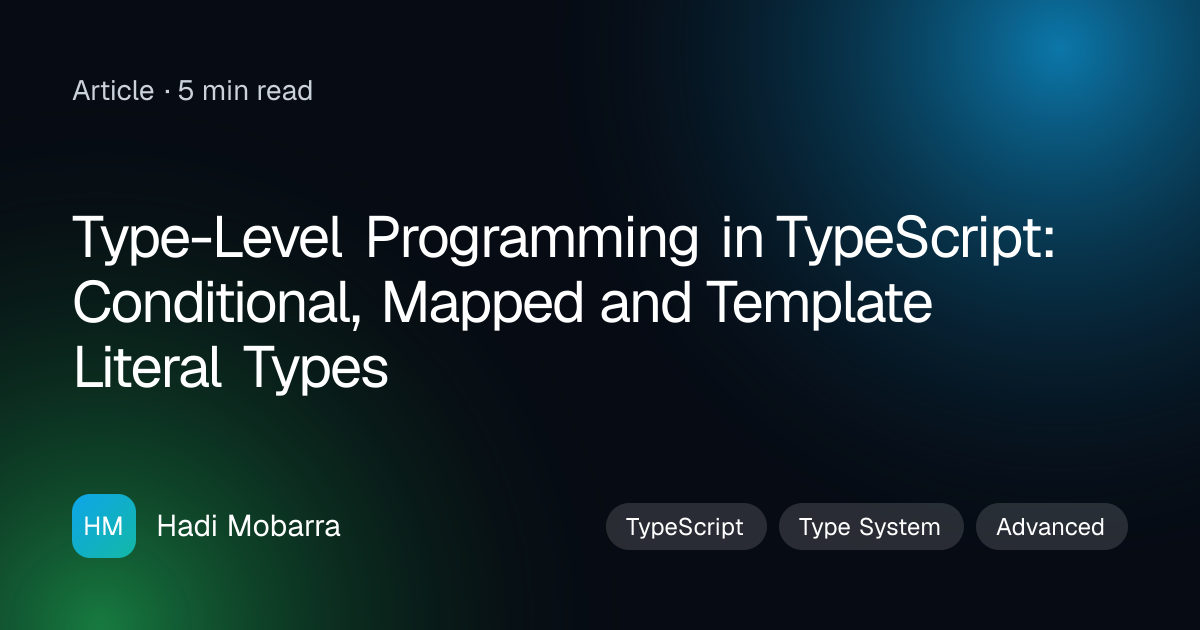 Article · 5 min read
Type-Level Programming in TypeScript:
Conditional, Mapped and Template
Literal Types
HM
Hadi Mobarra
TypeScript
Type System
Advanced